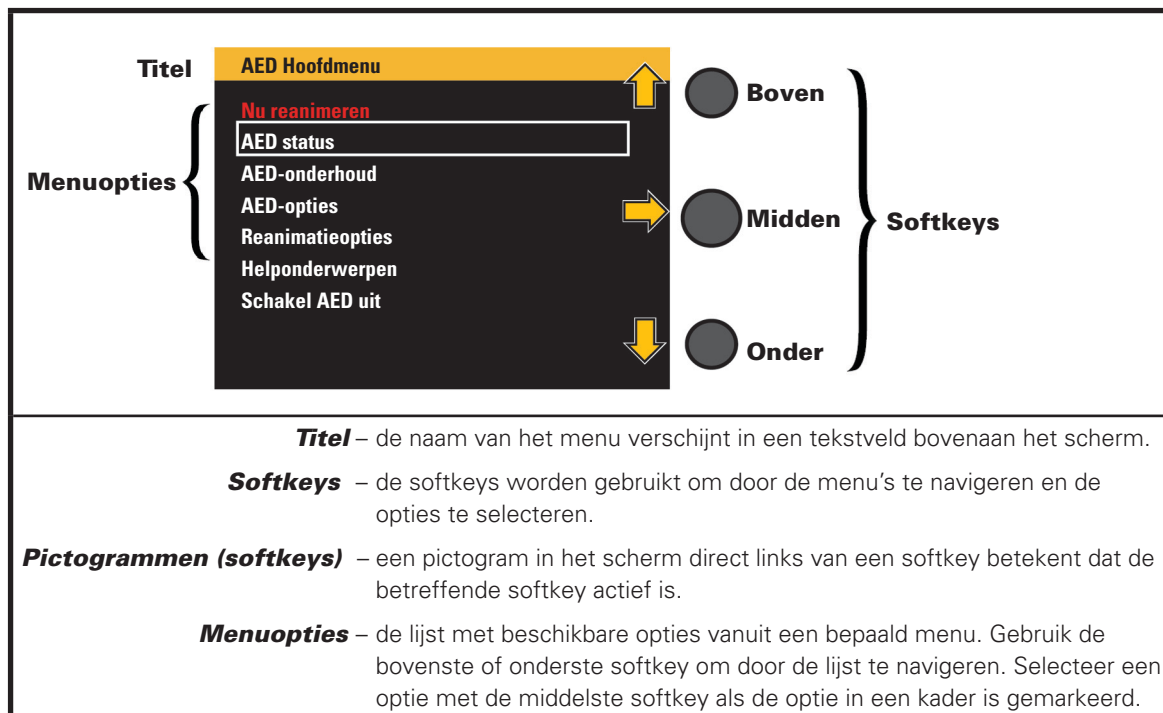 Titel
AED Hoofdmenu
Nu reanimeren
AED status
AED-onderhoud
AED-opties
Reanimatieopties
Helponderwerpen
Schakel AED uit
Menuopties
Boven
Midden
Onder
Softkeys
Titel – de naam van het menu verschijnt in een tekstveld bovenaan het scherm.
Softkeys – de softkeys worden gebruikt om door de menu's te navigeren en de
opties te selecteren.
Pictogrammen (softkeys) – een pictogram in het scherm direct links van een softkey betekent dat de
betreffende softkey actief is.
Menuopties – de lijst met beschikbare opties vanuit een bepaald menu. Gebruik de
bovenste of onderste softkey om door de lijst te navigeren. Selecteer een
optie met de middelste softkey als de optie in een kader is gemarkeerd.